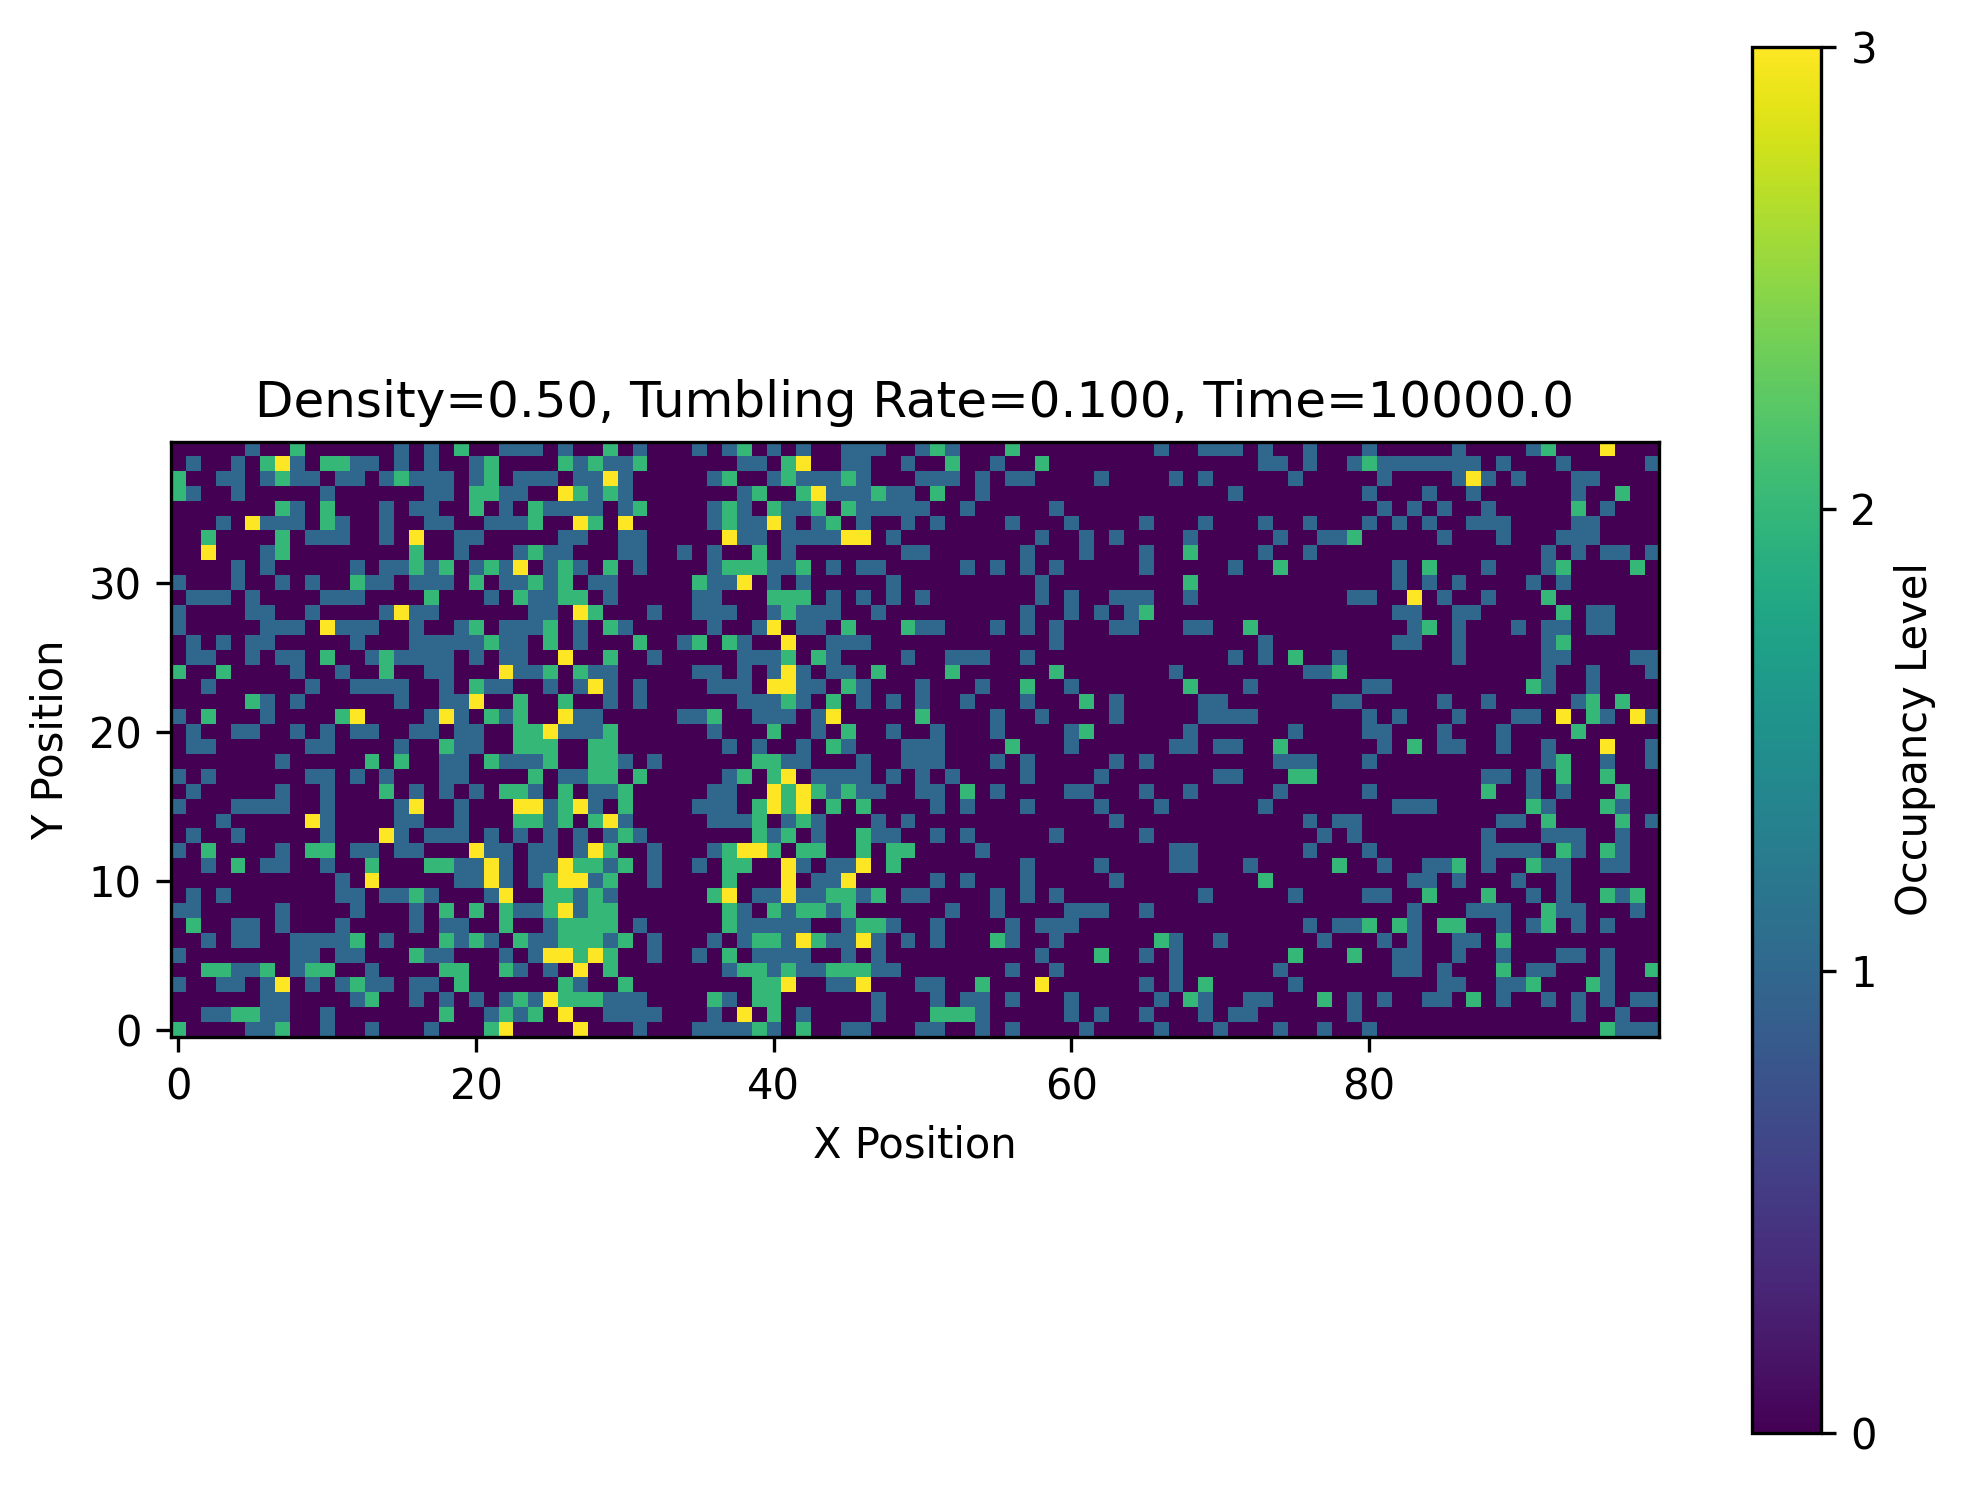 Density=0.50, Tumbling Rate=0.100, Time=10000.0
Y Position
30
20
10
0
0 20 40 60 80
X Position
3
2
1
0
Occupancy Level